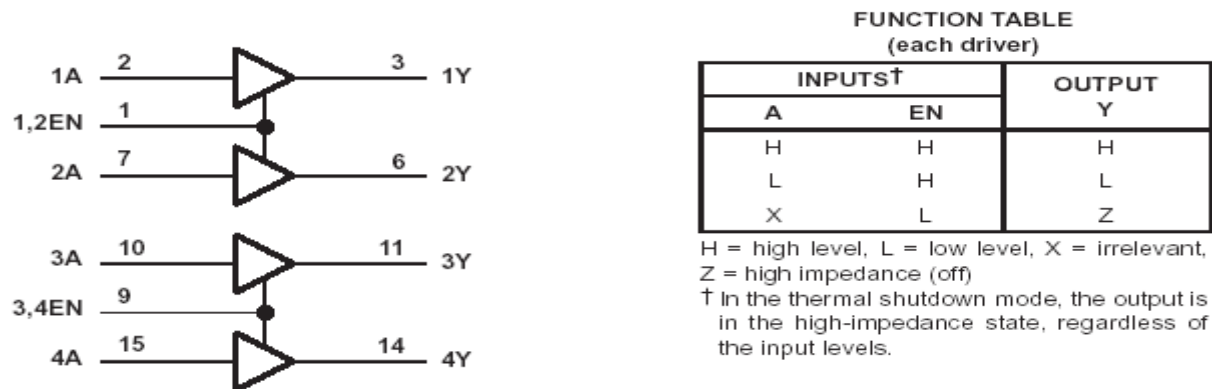 2 3
1A 1Y
1
1,2EN
7 6
2A 2Y
10 11
3A 3Y
9
3,4EN
15 14
4A 4Y
FUNCTION TABLE
(each driver)
INPUTS† OUTPUT
A EN Y
H H H
L H L
X L Z
H = high level, L = low level, X = irrelevant,
Z = high impedance (off)
† In the thermal shutdown mode, the output is
in the high-impedance state, regardless of
the input levels.